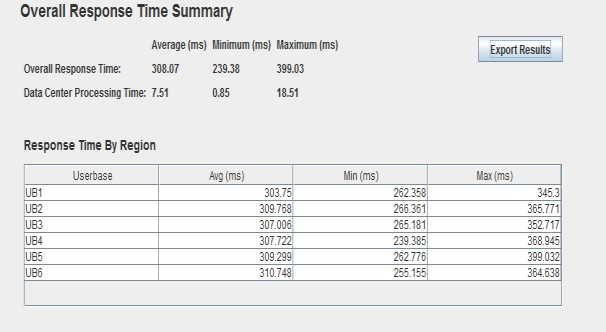 Overall Response Time Summary
Average (ms) Minimum (ms) Maximum (ms)
Export Results
Overall Response Time: 308.07 239.38 399.03
Data Center Processing Time: 7.51 0.85 18.51
Response Time By Region
Userbase Avg (ms) Min (ms) Max (ms)
UB1 303.75 262.358 345.3
UB2 309.768 266.361 365.771
UB3 307.006 265.181 352.717
UB4 307.722 239.385 368.945
UB5 309.299 262.776 399.032
UB6 310.748 255.155 364.638